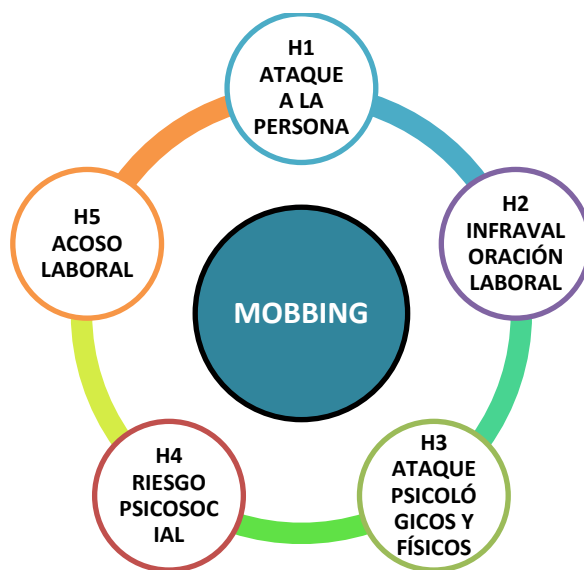 H1
ATAQUE
A LA
PERSONA
H2
INFRAVAL
ORACIÓN
LABORAL
H3
ATAQUE
PSICOLÓ
GICOS Y
FÍSICOS
H4
RIESGO
PSICOSOC
IAL
H5
ACOSO
LABORAL
MOBBING